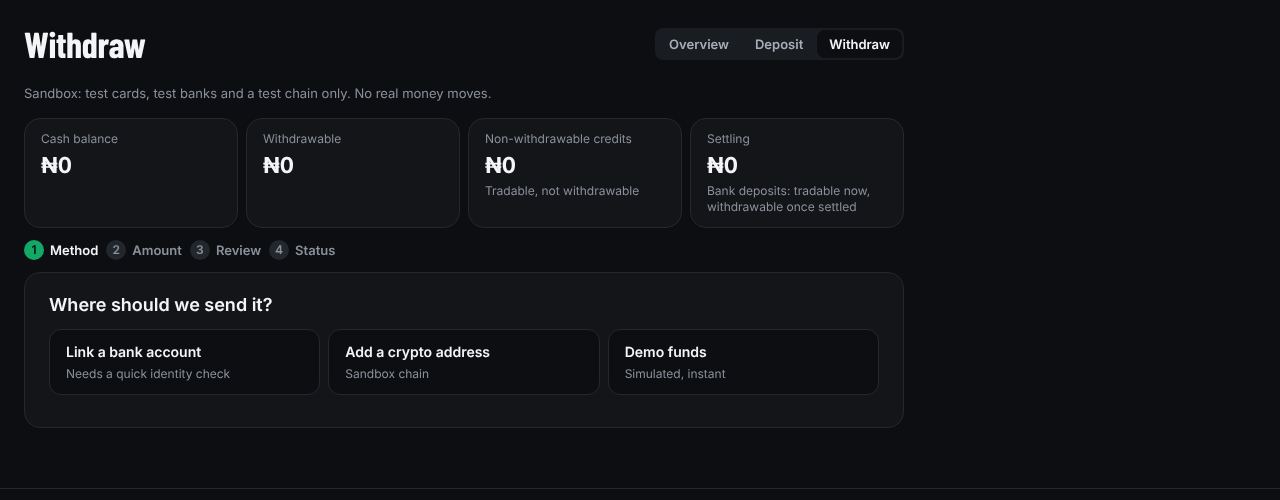 Withdraw
Overview Deposit Withdraw
Sandbox: test cards, test banks and a test chain only. No real money moves.
Cash balance
₦0
Withdrawable
₦0
Non-withdrawable credits
₦0
Tradable, not withdrawable
Settling
₦0
Bank deposits: tradable now,
withdrawable once settled
1 Method 2 Amount 3 Review 4 Status
Where should we send it?
Link a bank account
Needs a quick identity check
Add a crypto address
Sandbox chain
Demo funds
Simulated, instant